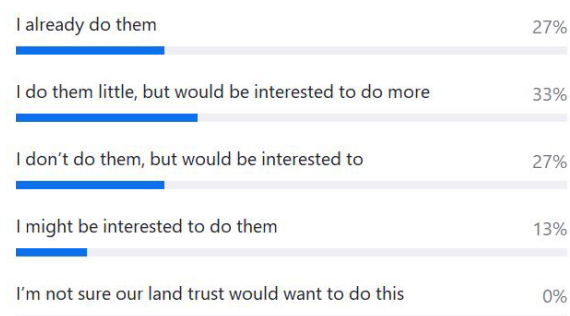 I already do them 27%
I do them little, but would be interested to do more 33%
I don’t do them, but would be interested to 27%
I might be interested to do them 13%
I’m not sure our land trust would want to do this 0%